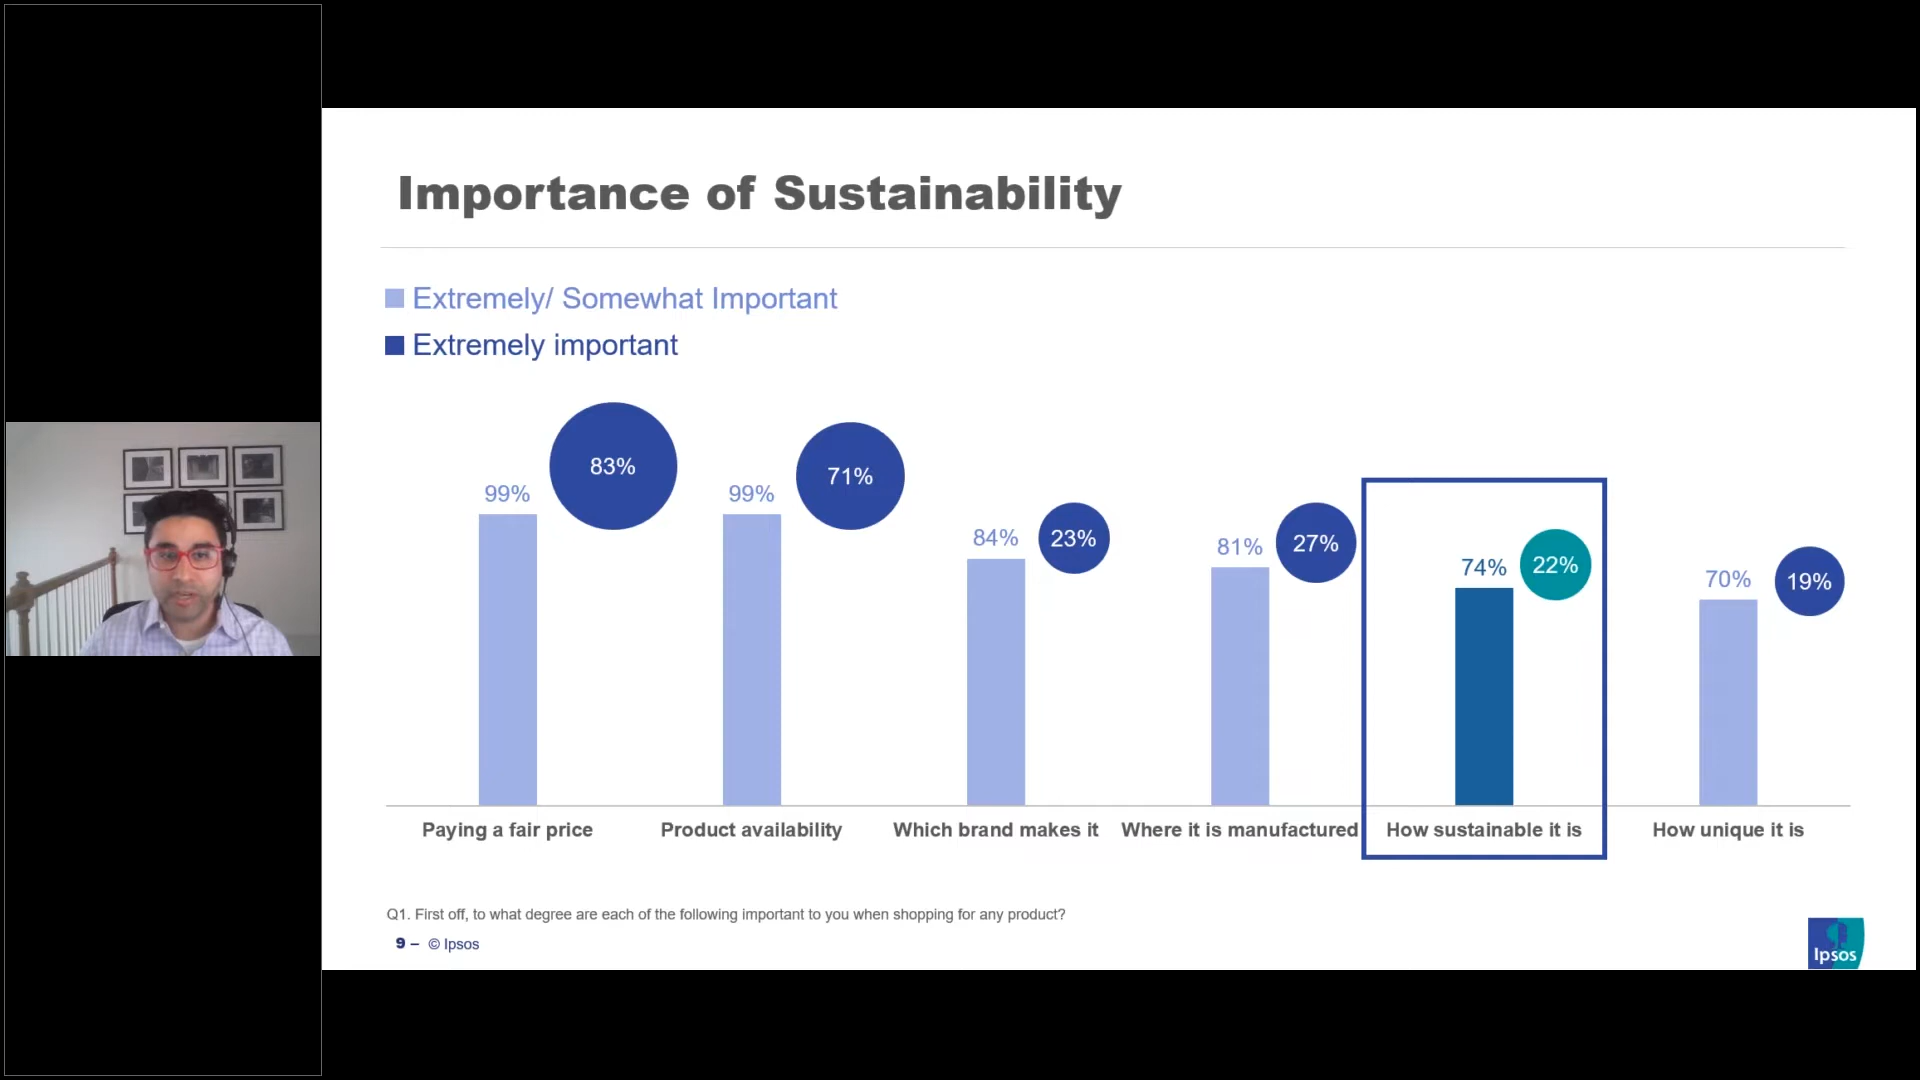 Importance of Sustainability
Extremely/ Somewhat Important
Extremely important
99%
83%
99%
71%
84%
23%
81%
27%
74%
22%
70%
19%
Paying a fair price
Product availability
Which brand makes it
Where it is manufactured
How sustainable it is
How unique it is
Q1. First off, to what degree are each of the following important to you when shopping for any product?
9 – © Ipsos
Ipsos